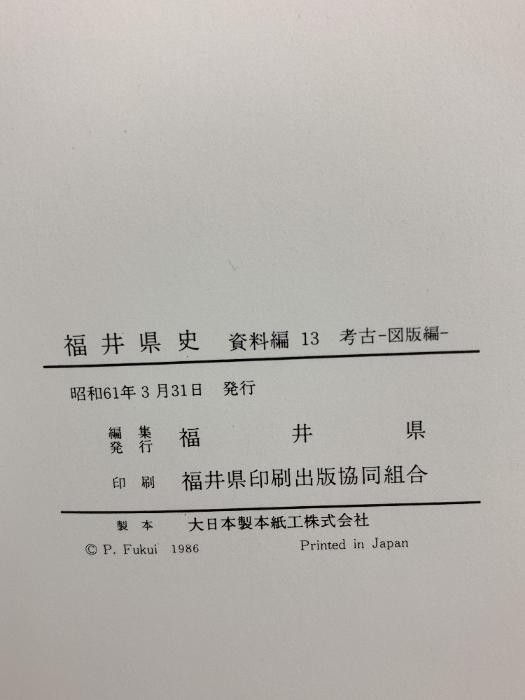 福井県史 資料編 13 考古-図版編-
昭和61年3月31日 発行
編集
発行 福井県
印刷 福井県印刷出版協同組合
製本 大日本製本紙工株式会社
© P. Fukui 1986 Printed in Japan